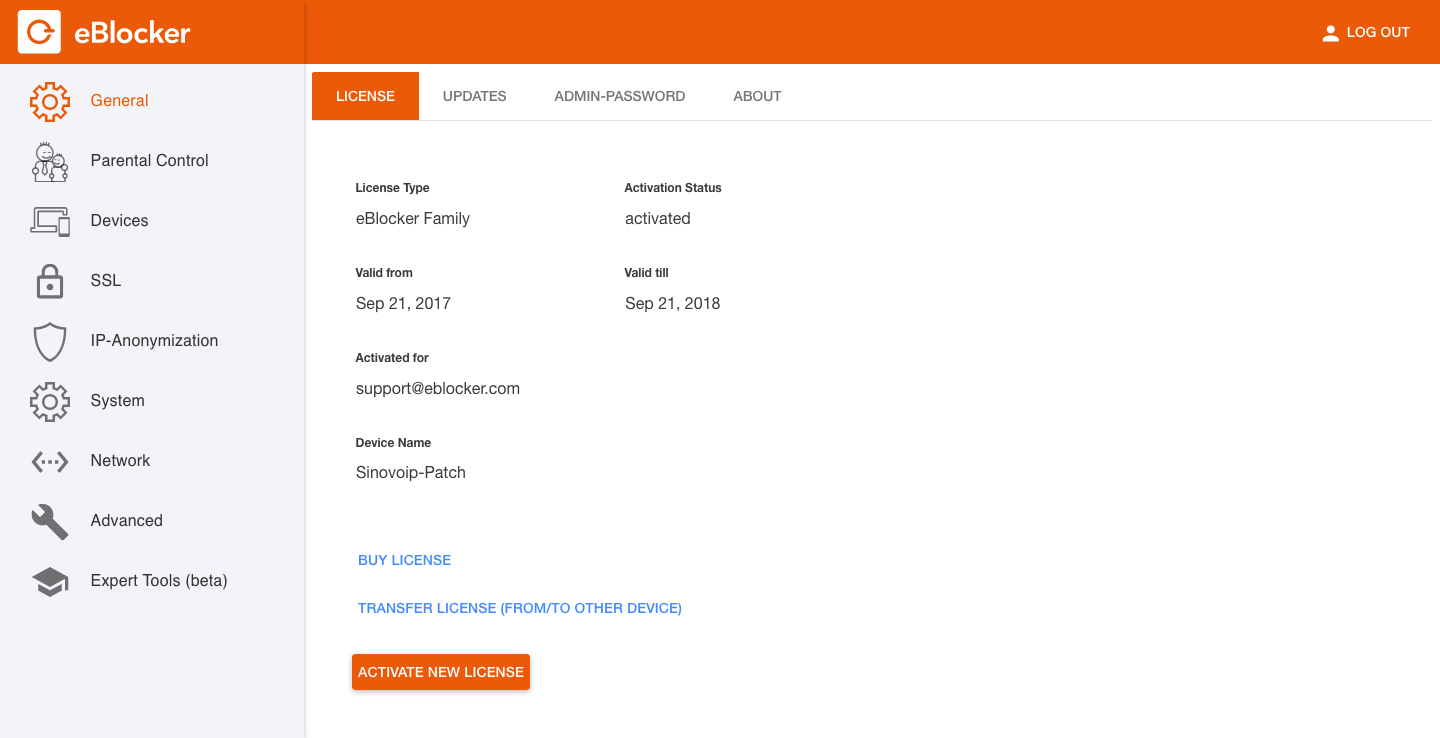 eBlocker
LOG OUT
General
Parental Control
Devices
SSL
IP-Anonymization
System
Network
Advanced
Expert Tools (beta)
LICENSE UPDATES ADMIN-PASSWORD ABOUT
License Type Activation Status
eBlocker Family activated
Valid from Valid till
Sep 21, 2017 Sep 21, 2018
Activated for
support@eblocker.com
Device Name
Sinovoip-Patch
BUY LICENSE
TRANSFER LICENSE (FROM/TO OTHER DEVICE)
ACTIVATE NEW LICENSE